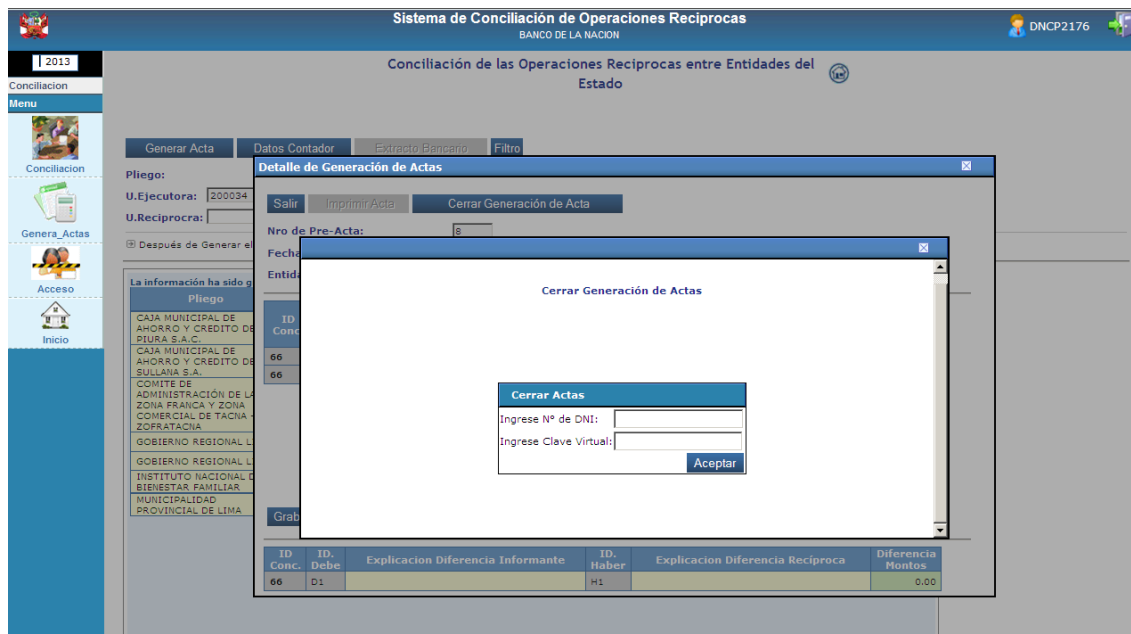 Sistema de Conciliación de Operaciones Reciprocas
BANCO DE LA NACION
DNCP2176
2013
Conciliacion
Menu
Conciliacion
Genera_Actas
Acceso
Inicio
Conciliación de las Operaciones Reciprocas entre Entidades del
Estado
Generar Acta Datos Contador Extracto Bancario Filtro
Pliego:
U.Ejecutora: 200034
U.Reciprocra:
Después de Generar el
La información ha sido g
Pliego
CAJA MUNICIPAL DE
AHORRO Y CREDITO DE
PIURA S.A.C.
CAJA MUNICIPAL DE
AHORRO Y CREDITO DE
SULLANA S.A.
COMITE DE
ADMINISTRACIÓN DE LA
ZONA FRANCA Y ZONA
COMERCIAL DE TACNA -
ZOFRATACNA
GOBIERNO REGIONAL L
GOBIERNO REGIONAL L
INSTITUTO NACIONAL D
BIENESTAR FAMILIAR
MUNICIPALIDAD
PROVINCIAL DE LIMA
Detalle de Generación de Actas
Salir Imprimir Acta Cerrar Generación de Acta
Nro de Pre-Acta: 8
Fecha
Entida
ID
Conc
66
66
Grab
Cerrar Generación de Actas
Cerrar Actas
Ingrese Nº de DNI:
Ingrese Clave Virtual:
Aceptar
ID Conc. ID. Debe Explicacion Diferencia Informante ID. Haber Explicacion Diferencia Recíproca Diferencia Montos
66 D1 H1 0.00